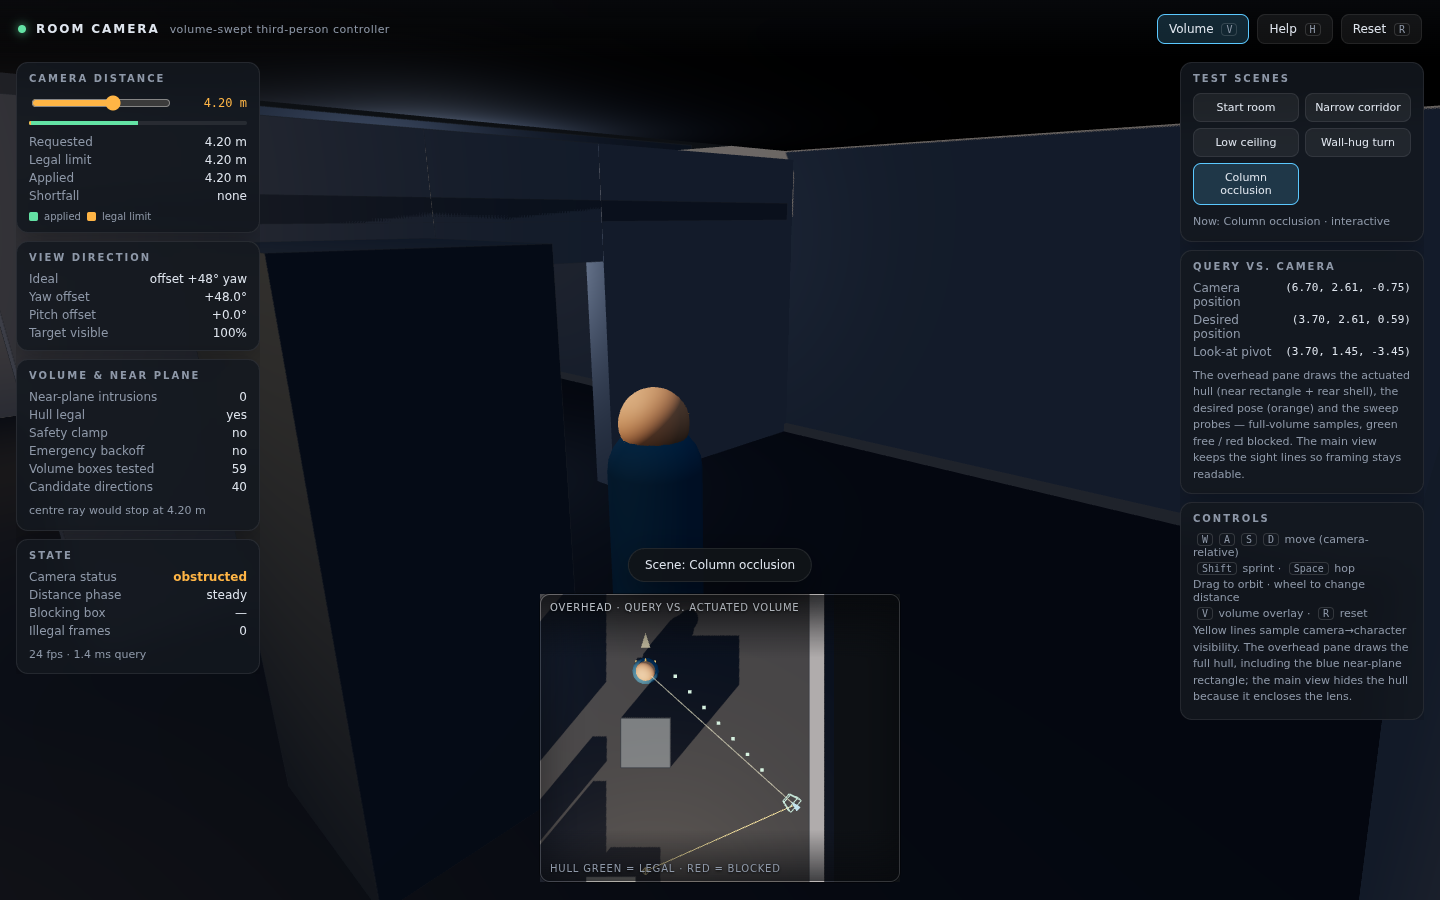 ROOM CAMERA volume-swept third-person controller
Volume V Help H Reset R
CAMERA DISTANCE
4.20 m
Requested 4.20 m
Legal limit 4.20 m
Applied 4.20 m
Shortfall none
applied legal limit
VIEW DIRECTION
Ideal offset +48° yaw
Yaw offset +48.0°
Pitch offset +0.0°
Target visible 100%
VOLUME & NEAR PLANE
Near-plane intrusions 0
Hull legal yes
Safety clamp no
Emergency backoff no
Volume boxes tested 59
Candidate directions 40
centre ray would stop at 4.20 m
STATE
Camera status obstructed
Distance phase steady
Blocking box —
Illegal frames 0
24 fps · 1.4 ms query
Scene: Column occlusion
OVERHEAD · QUERY VS. ACTUATED VOLUME
HULL GREEN = LEGAL · RED = BLOCKED
TEST SCENES
Start room Narrow corridor
Low ceiling Wall-hug turn
Column
occlusion
Now: Column occlusion · interactive
QUERY VS. CAMERA
Camera (6.70, 2.61, -0.75)
position
Desired (3.70, 2.61, 0.59)
position
Look-at pivot (3.70, 1.45, -3.45)
The overhead pane draws the actuated
hull (near rectangle + rear shell), the
desired pose (orange) and the sweep
probes — full-volume samples, green
free / red blocked. The main view
keeps the sight lines so framing stays
readable.
CONTROLS
W A S D move (camera-
relative)
Shift sprint · Space hop
Drag to orbit · wheel to change
distance
V volume overlay · R reset
Yellow lines sample camera→character
visibility. The overhead pane draws the
full hull, including the blue near-plane
rectangle; the main view hides the hull
because it encloses the lens.